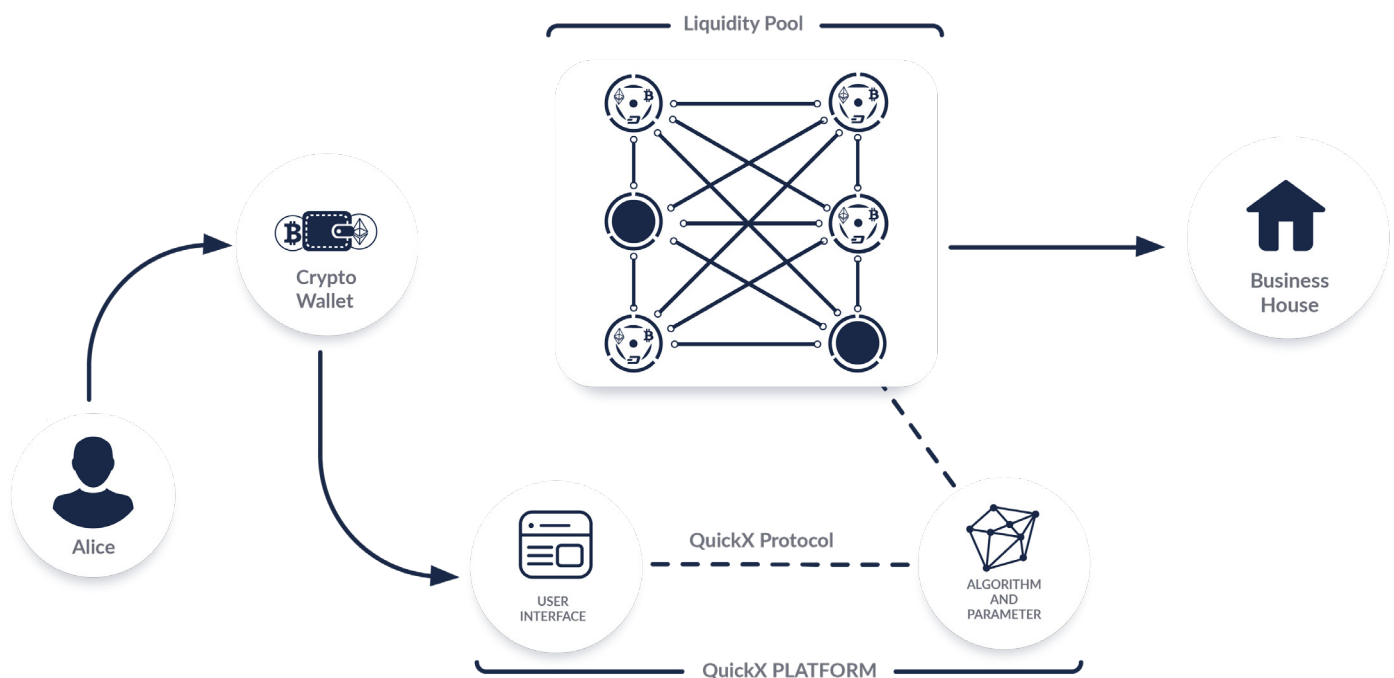 Liquidity Pool
Crypto
Wallet
Business
House
Alice
QuickX Protocol
USER
INTERFACE
ALGORITHM
AND
PARAMETER
QuickX PLATFORM